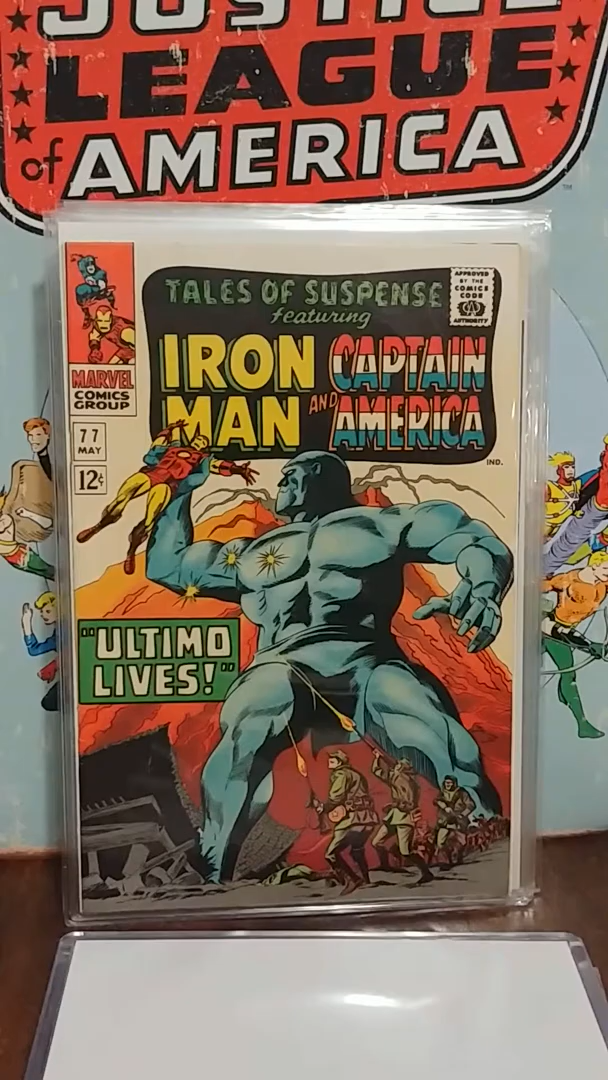 JUSTICE
LEAGUE
of AMERICA
TM
TALES OF SUSPENSE
featuring
IRON MAN
AND
CAPTAIN AMERICA
IND.
APPROVED
BY THE
COMICS
CODE
AUTHORITY
MARVEL
COMICS
GROUP
77
MAY
12¢
"ULTIMO
LIVES!"